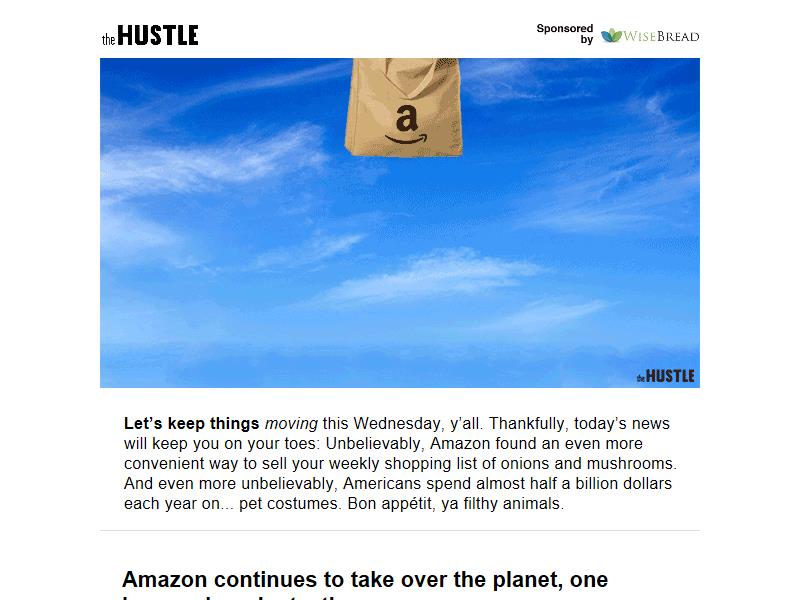 the HUSTLE
Sponsored
by
WISEBREAD
a
the HUSTLE
Let’s keep things moving this Wednesday, y’all. Thankfully, today’s news
will keep you on your toes: Unbelievably, Amazon found an even more
convenient way to sell your weekly shopping list of onions and mushrooms.
And even more unbelievably, Americans spend almost half a billion dollars
each year on... pet costumes. Bon appétit, ya filthy animals.
Amazon continues to take over the planet, one